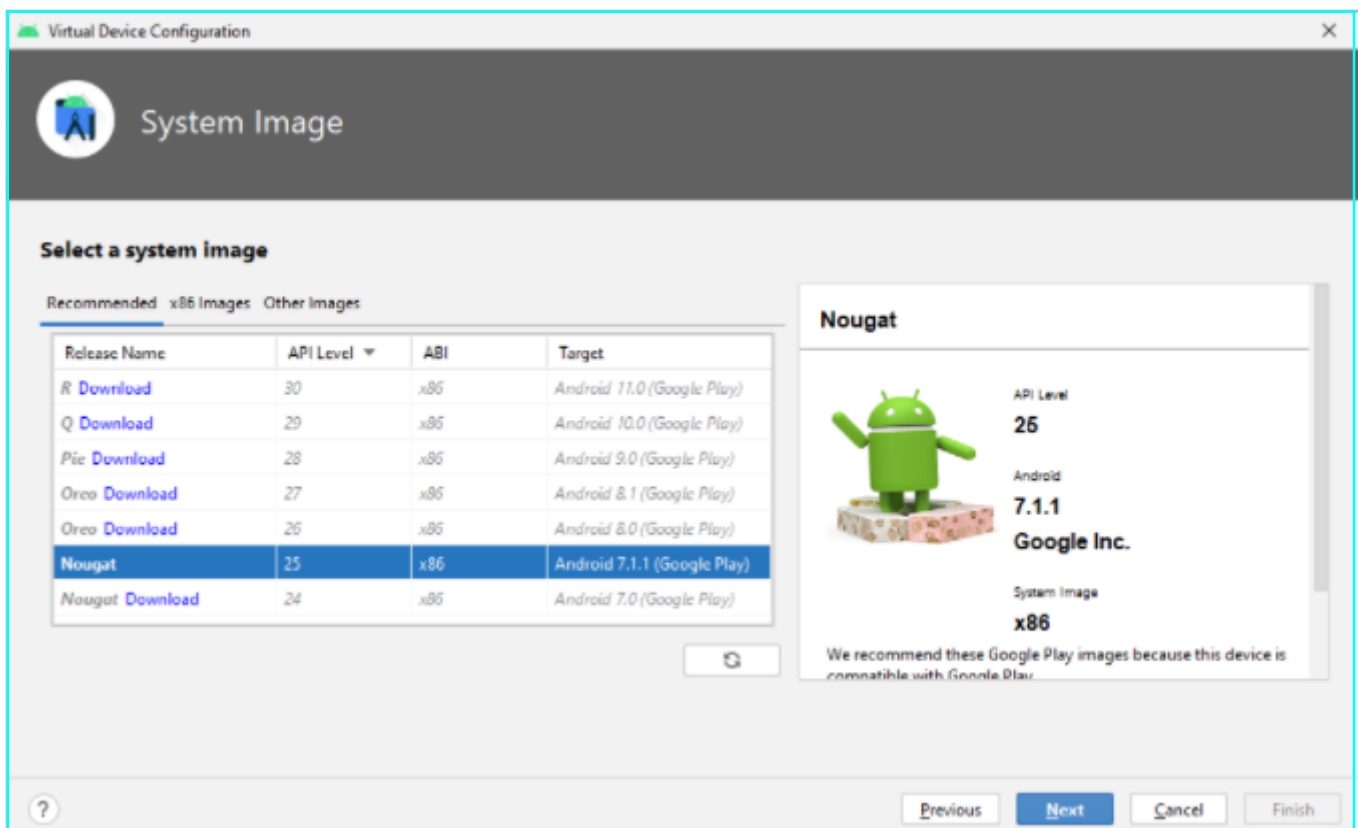 Virtual Device Configuration
System Image
Select a system image
Recommended x86 Images Other Images
Release Name API Level ABI Target
R Download 30 x86 Android 11.0 (Google Play)
Q Download 29 x86 Android 10.0 (Google Play)
Pie Download 28 x86 Android 9.0 (Google Play)
Oreo Download 27 x86 Android 8.1 (Google Play)
Oreo Download 26 x86 Android 8.0 (Google Play)
Nougat 25 x86 Android 7.1.1 (Google Play)
Nougat Download 24 x86 Android 7.0 (Google Play)
Nougat
API Level
25
Android
7.1.1
Google Inc.
System Image
x86
We recommend these Google Play images because this device is
compatible with Google Play
? Previous Next Cancel Finish